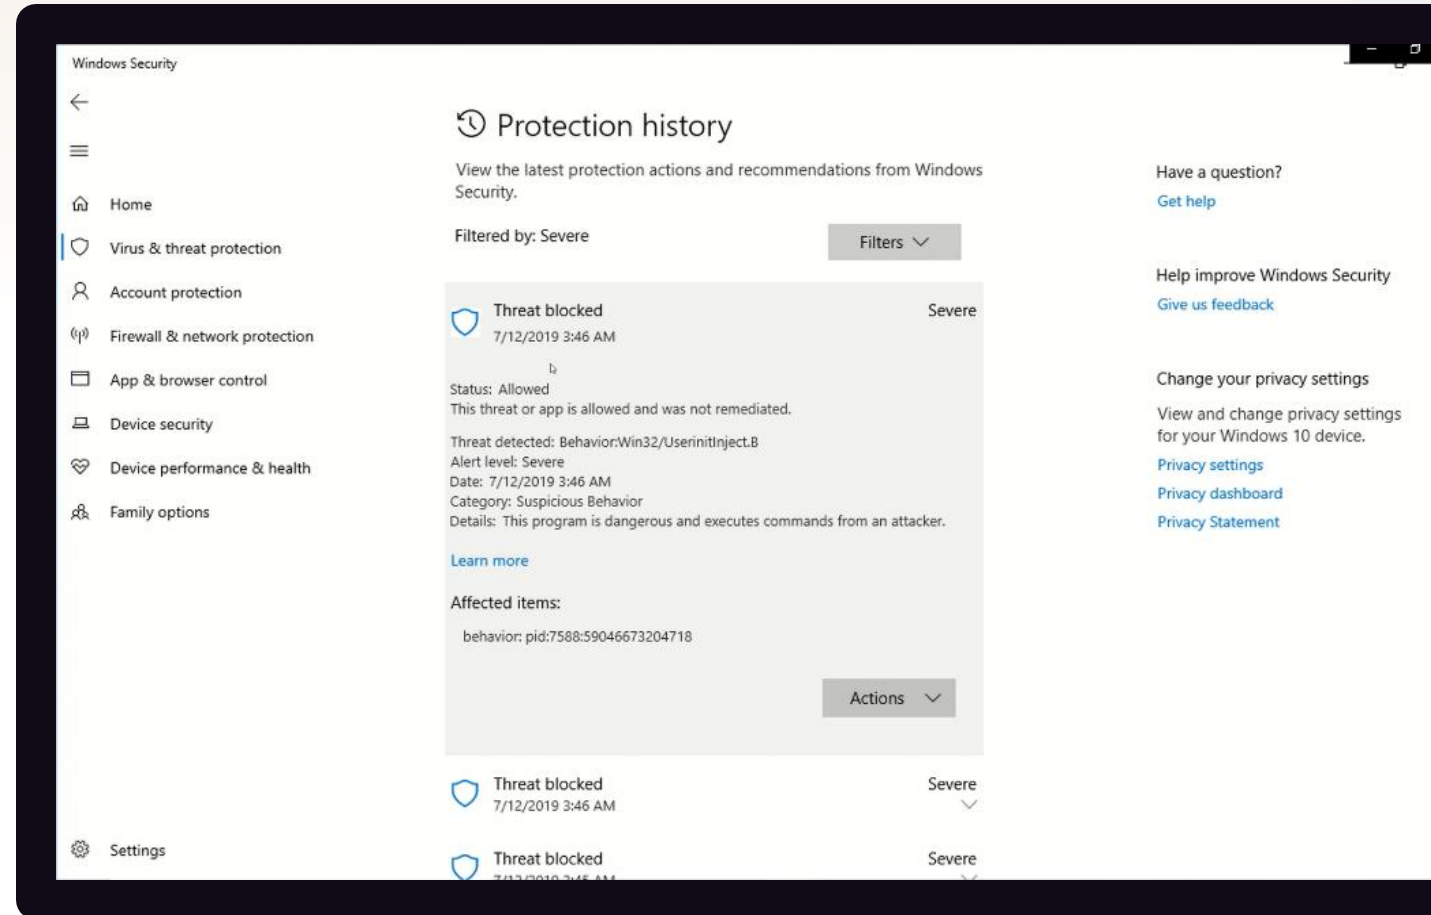 Windows Security
Home
Virus & threat protection
Account protection
Firewall & network protection
App & browser control
Device security
Device performance & health
Family options
Settings
Protection history
View the latest protection actions and recommendations from Windows
Security.
Filtered by: Severe
Filters
Threat blocked
Severe
7/12/2019 3:46 AM
Status: Allowed
This threat or app is allowed and was not remediated.
Threat detected: Behavior:Win32/UserinitInject.B
Alert level: Severe
Date: 7/12/2019 3:46 AM
Category: Suspicious Behavior
Details: This program is dangerous and executes commands from an attacker.
Learn more
Affected items:
behavior: pid:7588:59046673204718
Actions
Threat blocked
Severe
7/12/2019 3:46 AM
Threat blocked
Severe
Have a question?
Get help
Help improve Windows Security
Give us feedback
Change your privacy settings
View and change privacy settings
for your Windows 10 device.
Privacy settings
Privacy dashboard
Privacy Statement